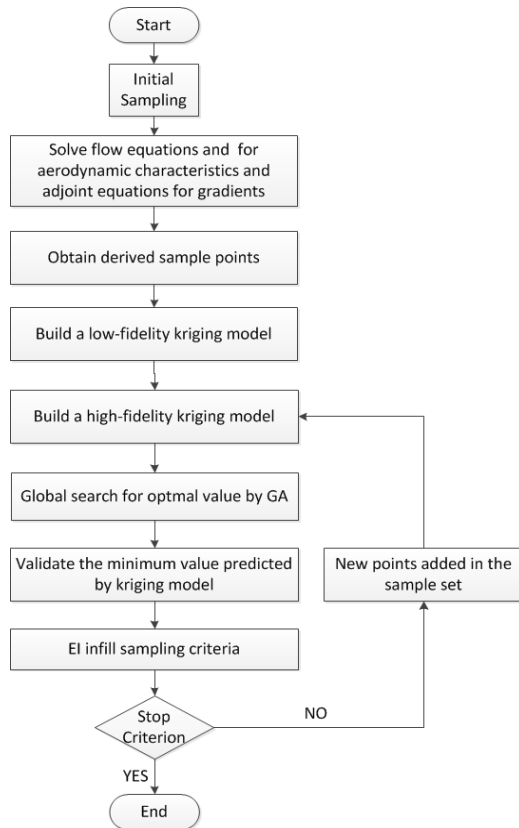 Start
Initial
Sampling
Solve flow equations and for
aerodynamic characteristics and
adjoint equations for gradients
Obtain derived sample points
Build a low-fidelity kriging model
Build a high-fidelity kriging model
Global search for optmal value by GA
Validate the minimum value predicted
by kriging model
New points added in the
sample set
EI infill sampling criteria
Stop
Criterion
NO
YES
End